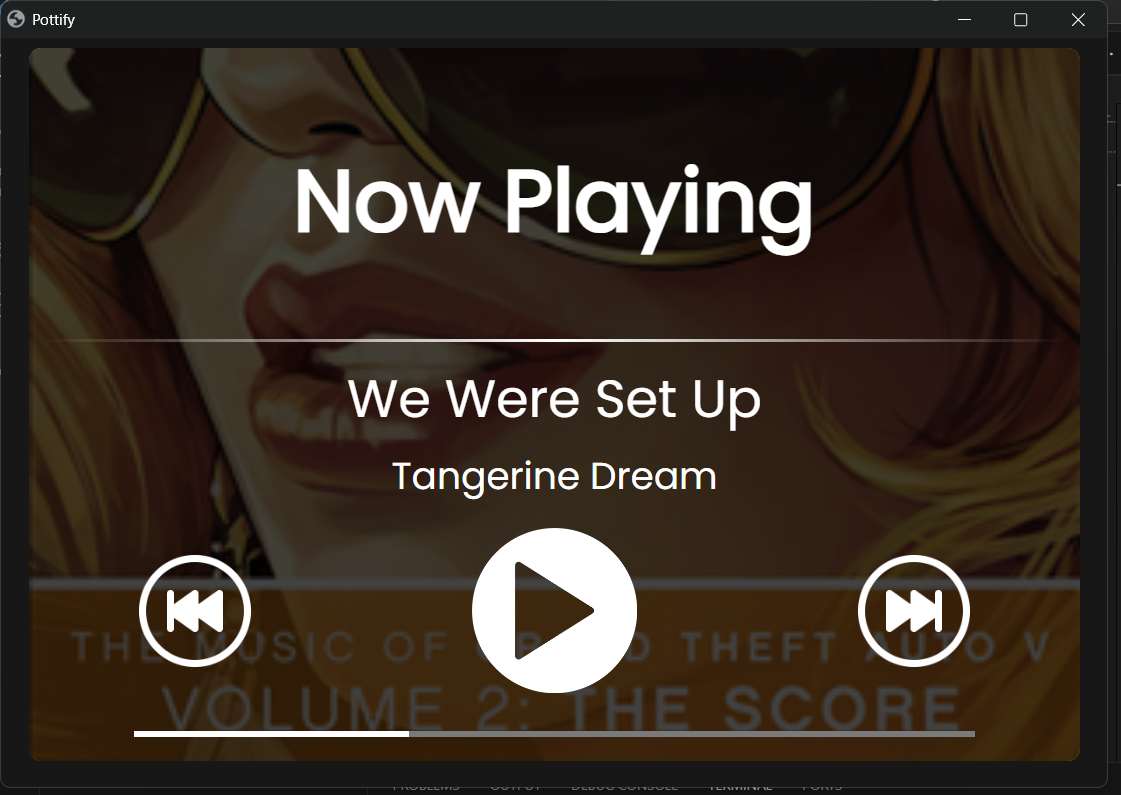 Pottify
Now Playing
We Were Set Up
Tangerine Dream
THE MUSIC OF GRAND THEFT AUTO V
VOLUME 2: THE SCORE
PROBLEMS OUTPUT DEBUG CONSOLE TERMINAL PORTS